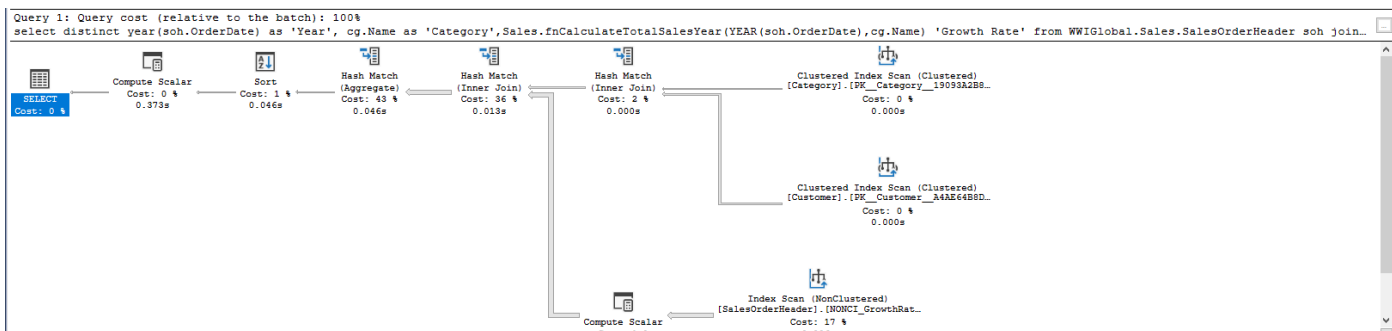 Query 1: Query cost (relative to the batch): 100%
select distinct year(soh.OrderDate) as 'Year', cg.Name as 'Category',Sales.fnCalculateTotalSalesYear(YEAR(soh.OrderDate),cg.Name) 'Growth Rate' from WWIGlobal.Sales.SalesOrderHeader soh join…
SELECT
Cost: 0 %
Compute Scalar
Cost: 0 %
0.373s
Sort
Cost: 1 %
0.046s
Hash Match
(Aggregate)
Cost: 43 %
0.046s
Hash Match
(Inner Join)
Cost: 36 %
0.013s
Hash Match
(Inner Join)
Cost: 2 %
0.000s
Clustered Index Scan (Clustered)
[Category].[PK__Category__19093A2B8…
Cost: 0 %
0.000s
Clustered Index Scan (Clustered)
[Customer].[PK__Customer__A4AE64B8D…
Cost: 0 %
0.000s
Compute Scalar
Index Scan (NonClustered)
[SalesOrderHeader].[NONCI_GrowthRat…
Cost: 17 %